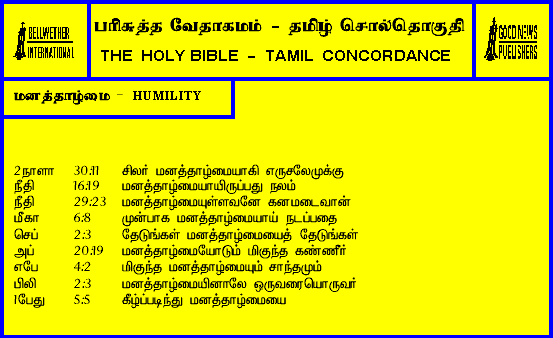 BELLWETHER
INTERNATIONAL
பரிசுத்த வேதாகமம் - தமிழ் சொல்தொகுதி
THE HOLY BIBLE - TAMIL CONCORDANCE
GOOD NEWS
PUBLISHERS
மனத்தாழ்மை - HUMILITY
2நாளா 30:11 சிலர் மனத்தாழ்மையாகி எருசலேமுக்கு
நீதி 16:19 மனத்தாழ்மையாயிருப்பது நலம்
நீதி 29:23 மனத்தாழ்மையுள்ளவனே கனமடைவான்
மீகா 6:8 முன்பாக மனத்தாழ்மையாய் நடப்பதை
செப் 2:3 தேடுங்கள் மனத்தாழ்மையைத் தேடுங்கள்
அப் 20:19 மனத்தாழ்மையோடும் மிகுந்த கண்ணீர்
எபே 4:2 மிகுந்த மனத்தாழ்மையும் சாந்தமும்
பிலி 2:3 மனத்தாழ்மையினாலே ஒருவரையொருவர்
1பேது 5:5 கீழ்ப்படிந்து மனத்தாழ்மையை